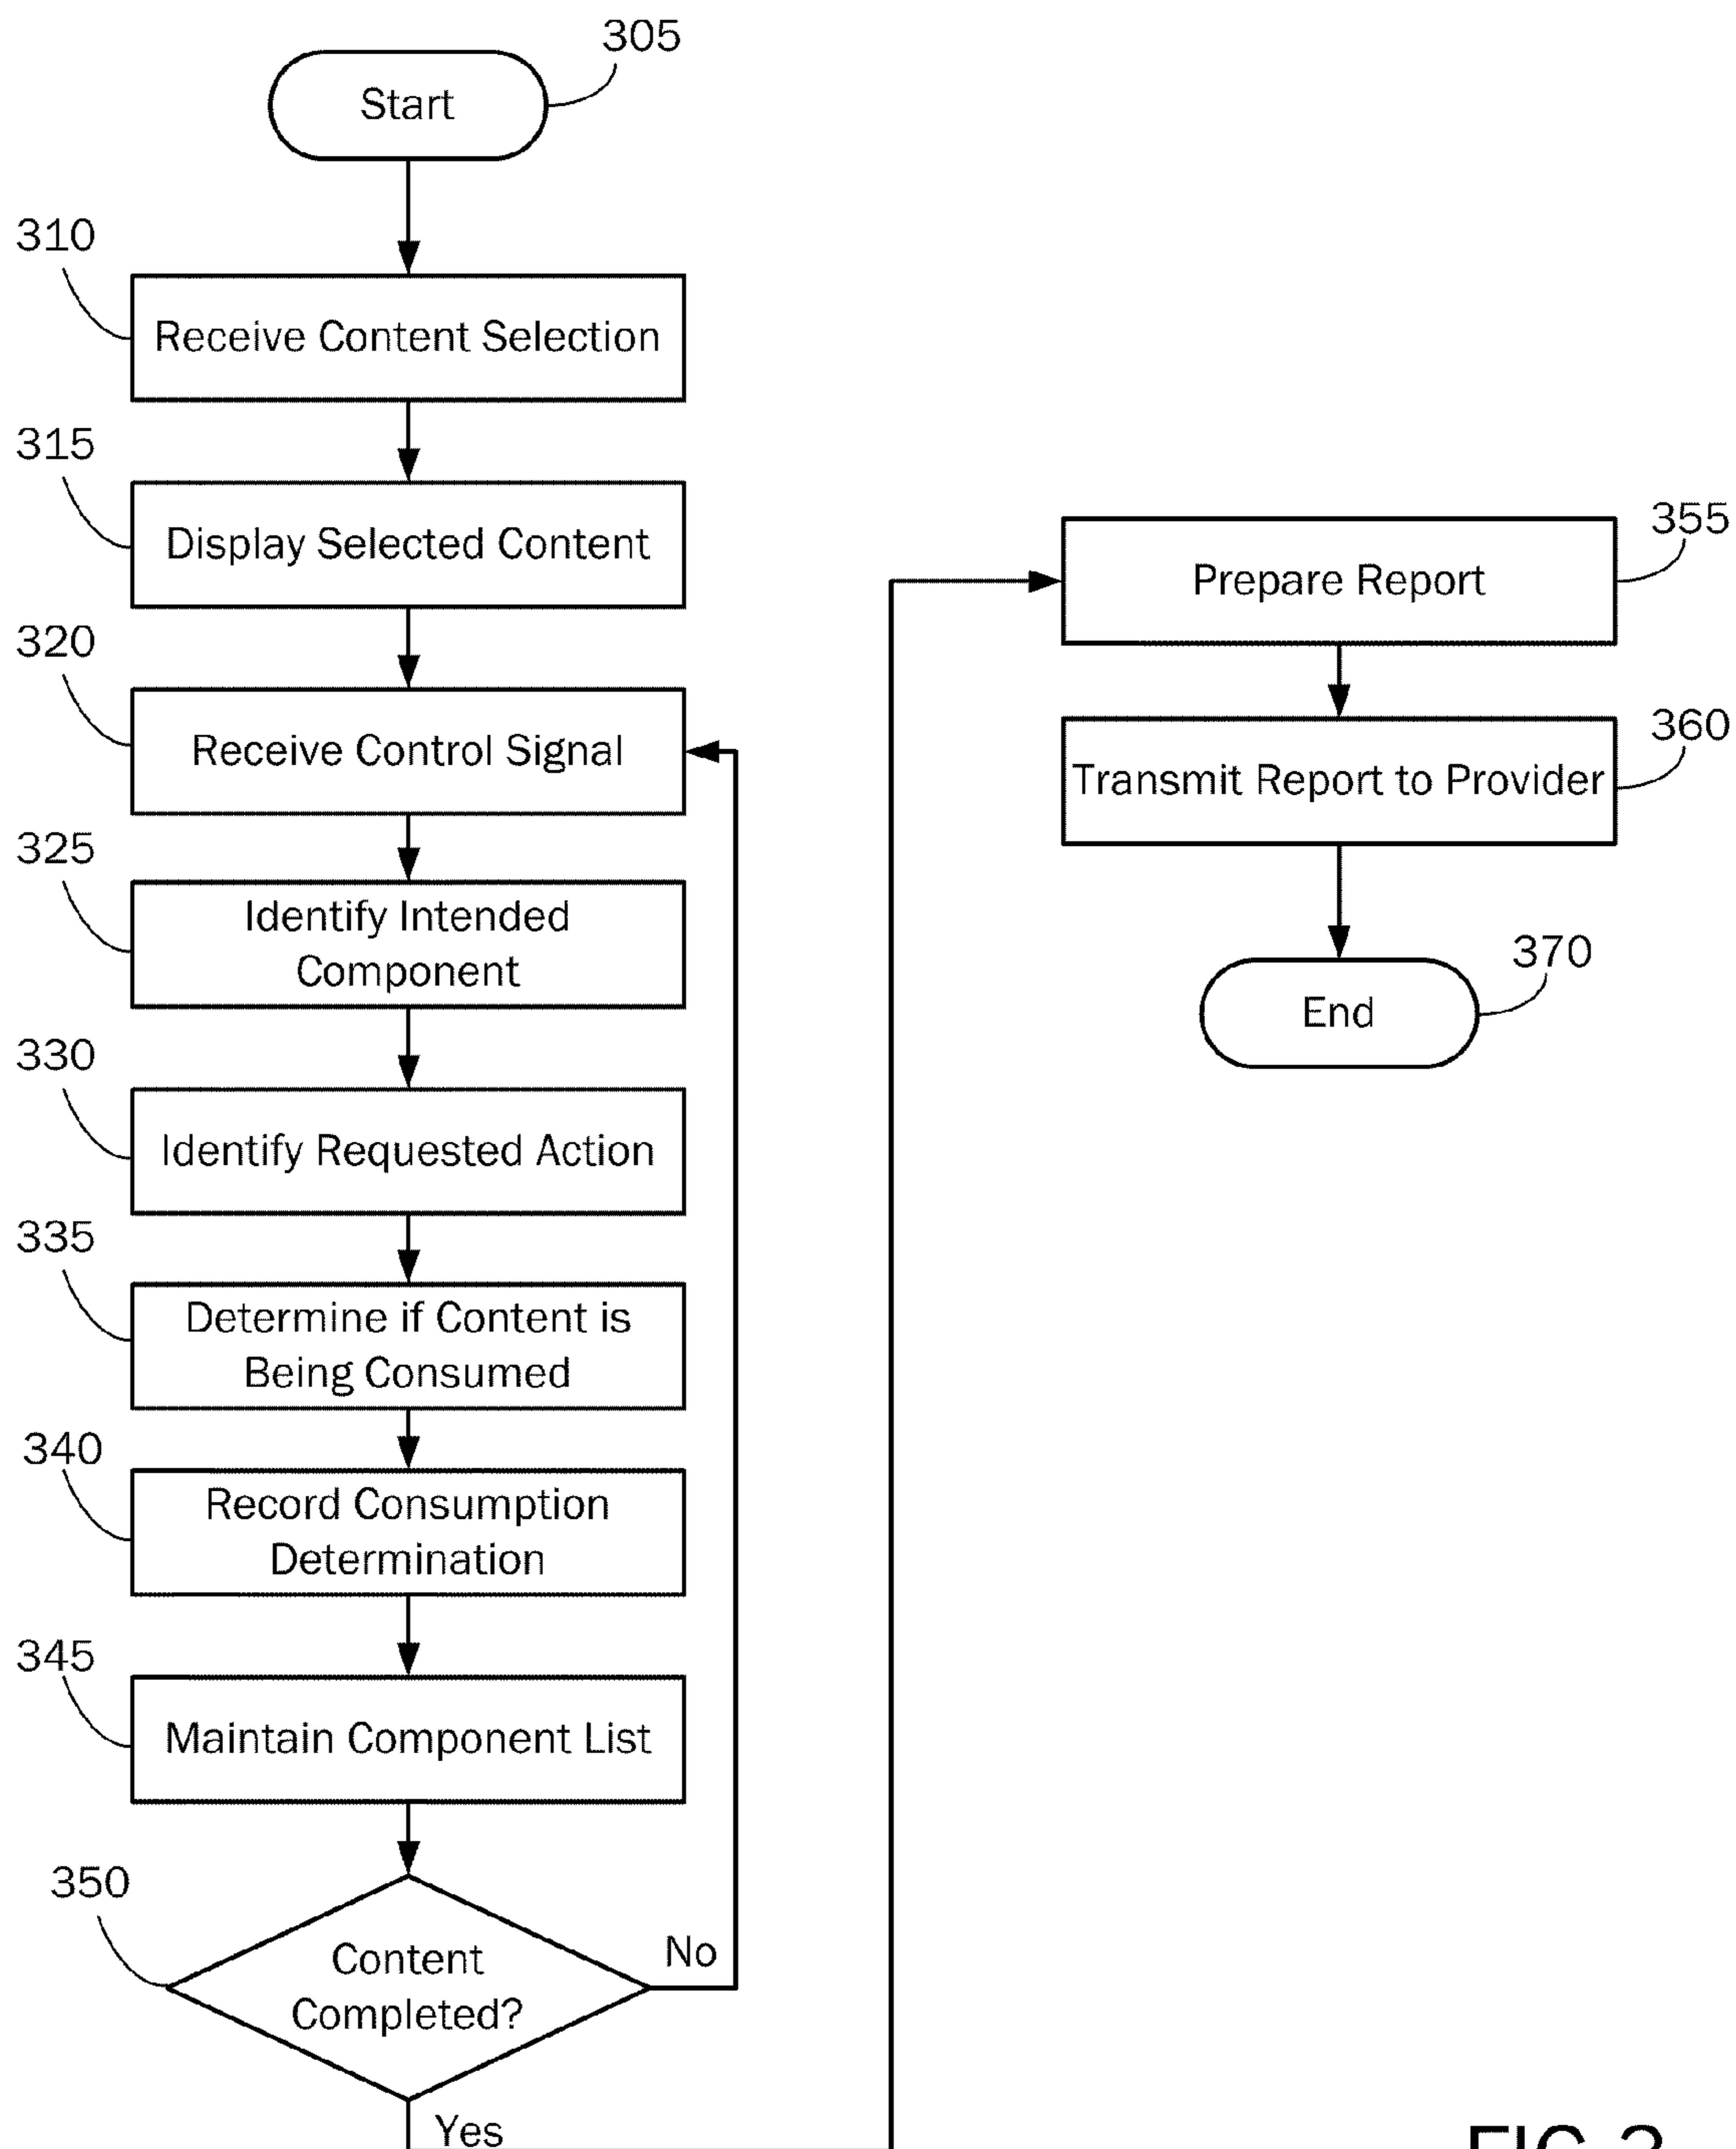 305
Start
310
Receive Content Selection
315
Display Selected Content
320
Receive Control Signal
325
Identify Intended
Component
330
Identify Requested Action
335
Determine if Content is
Being Consumed
340
Record Consumption
Determination
345
Maintain Component List
350
Content
Completed?
No
Yes
355
Prepare Report
360
Transmit Report to Provider
370
End